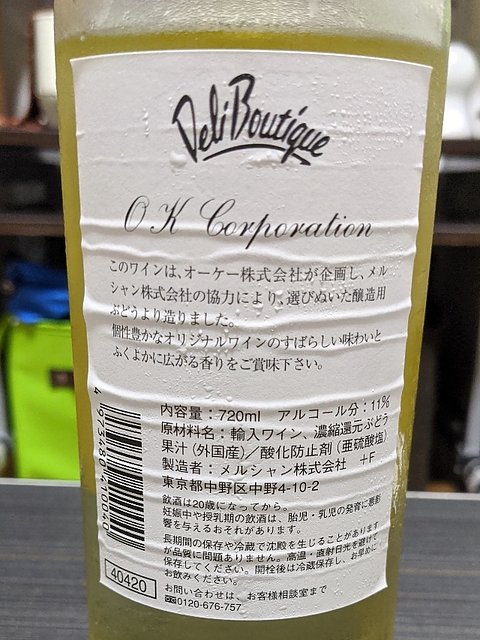 Deli Boutique
OK Corporation
このワインは、オーケー株式会社が企画し、メル
シャン株式会社の協力により、選びぬいた醸造用
ぶどうより造りました。
個性豊かなオリジナルワインのすばらしい味わいと
ふくよかに広がる香りをご賞味下さい。
内容量：720ml アルコール分：11%
原材料名：輸入ワイン、濃縮還元ぶどう
果汁（外国産）／酸化防止剤（亜硫酸塩）
製造者：メルシャン株式会社 +F
東京都中野区中野4-10-2
飲酒は20歳になってから。
妊娠中や授乳期の飲酒は、胎児・乳児の発育に悪影
響を与えるおそれがあります。
長期間の保存や冷蔵で沈殿を生じることがあります
が品質に問題ありません。高温・直射日光を避けて
保存してください。開栓後は冷蔵保存し、お早めに
お飲みください。
お問い合わせは、お客様相談室まで
0120-676-757
4 973480 410040
40420